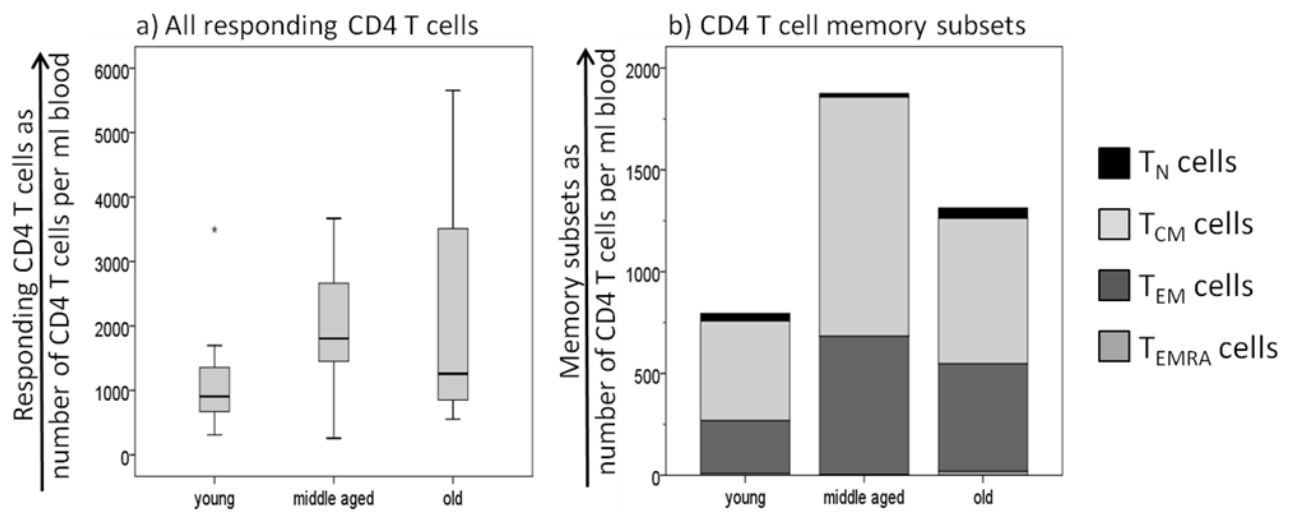 a) All responding CD4 T cells
Responding CD4 T cells as
number of CD4 T cells per ml blood
6000
5000
4000
3000
2000
1000
0
*
young
middle aged
old
b) CD4 T cell memory subsets
Memory subsets as
number of CD4 T cells per ml blood
2000
1500
1000
500
0
young
middle aged
old
TN cells
TCM cells
TEM cells
TEMRA cells